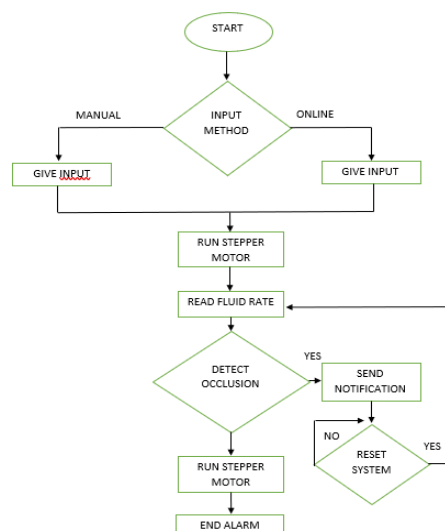 START
MANUAL
INPUT
METHOD
ONLINE
GIVE INPUT
GIVE INPUT
RUN STEPPER
MOTOR
READ FLUID RATE
DETECT
OCCLUSION
YES
SEND
NOTIFICATION
NO
RESET
SYSTEM
YES
RUN STEPPER
MOTOR
END ALARM